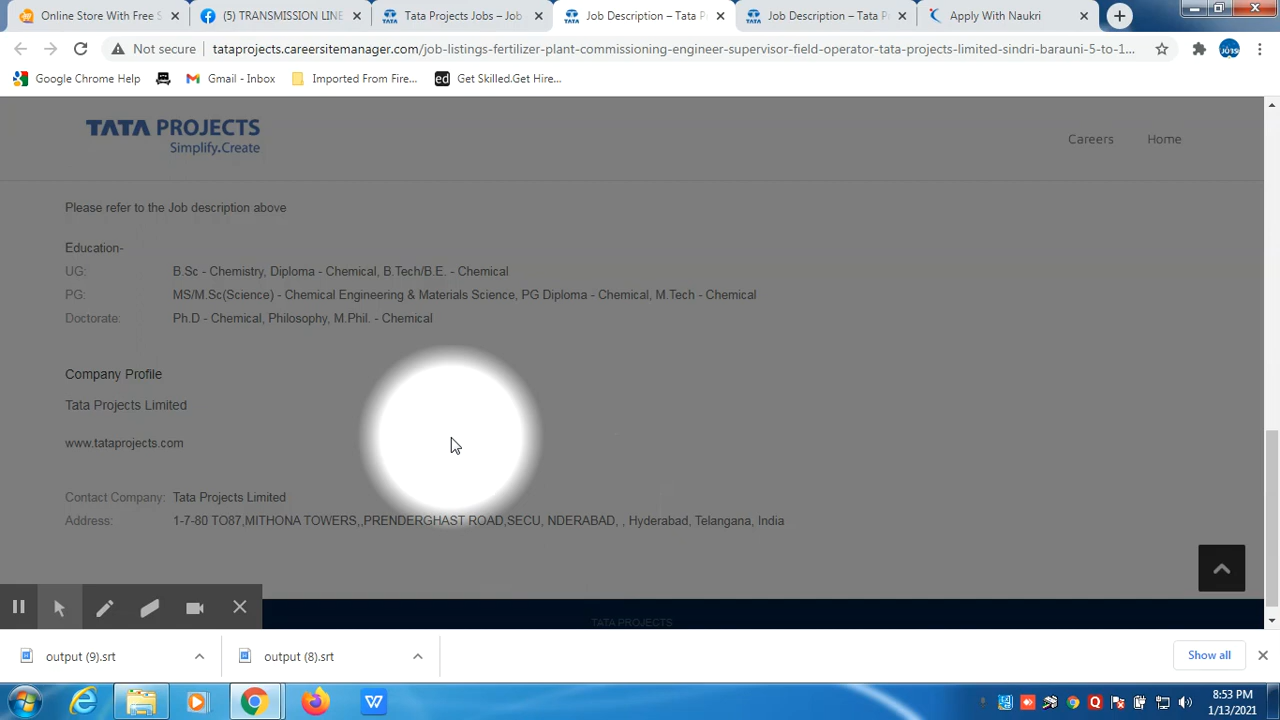 Online Store With Free S
(5) TRANSMISSION LINE
Tata Projects Jobs :: Job
Job Description – Tata P
Job Description – Tata P
Apply With Naukri
Not secure
tataprojects.careersitemanager.com/job-listings-fertilizer-plant-commissioning-engineer-supervisor-field-operator-tata-projects-limited-sindri-barauni-5-to-1...
Google Chrome Help
Gmail - Inbox
Imported From Fire...
ed
Get Skilled.Get Hire...
TATA PROJECTS
Simplify.Create
Careers
Home
Please refer to the Job description above
Education-
UG: B.Sc - Chemistry, Diploma - Chemical, B.Tech/B.E. - Chemical
PG: MS/M.Sc(Science) - Chemical Engineering & Materials Science, PG Diploma - Chemical, M.Tech - Chemical
Doctorate: Ph.D - Chemical, Philosophy, M.Phil. - Chemical
Company Profile
Tata Projects Limited
www.tataprojects.com
Contact Company: Tata Projects Limited
Address: 1-7-80 TO87,MITHONA TOWERS,,PRENDERGHAST ROAD,SECU, NDERABAD, , Hyderabad, Telangana, India
TATA PROJECTS
output (9).srt
output (8).srt
Show all
8:53 PM
1/13/2021